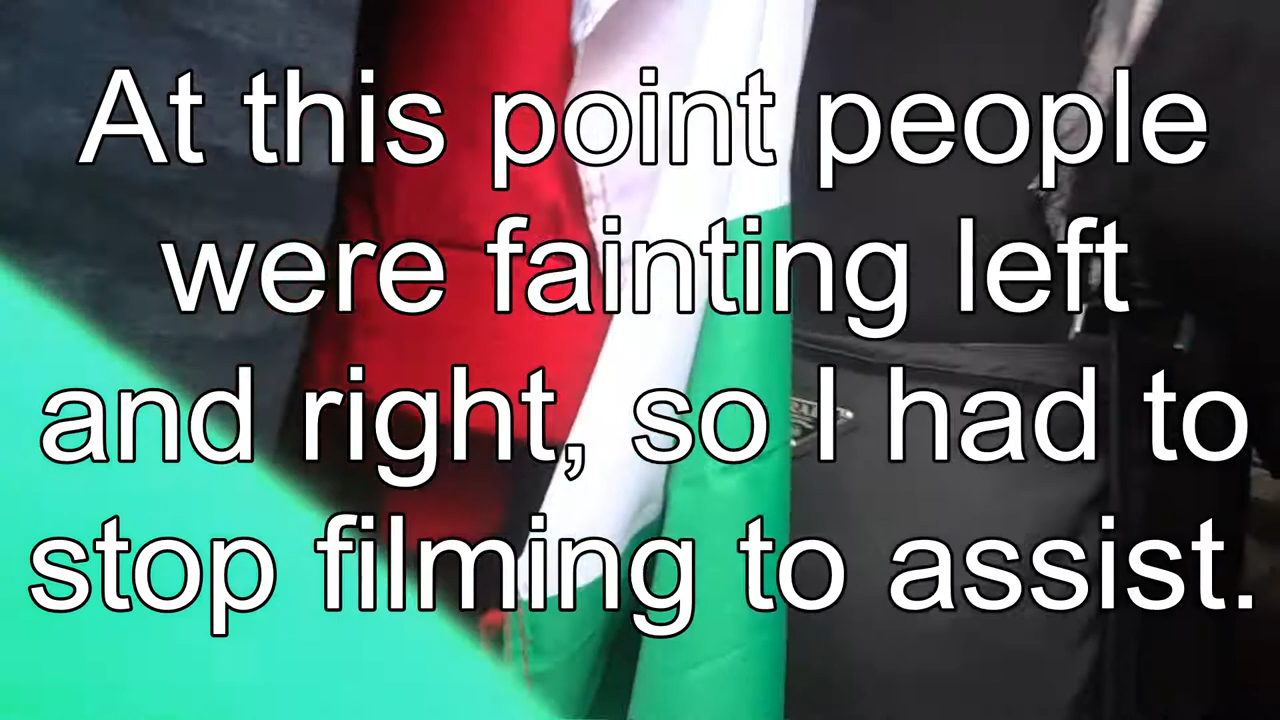 At this point people
were fainting left
and right, so I had to
stop filming to assist.